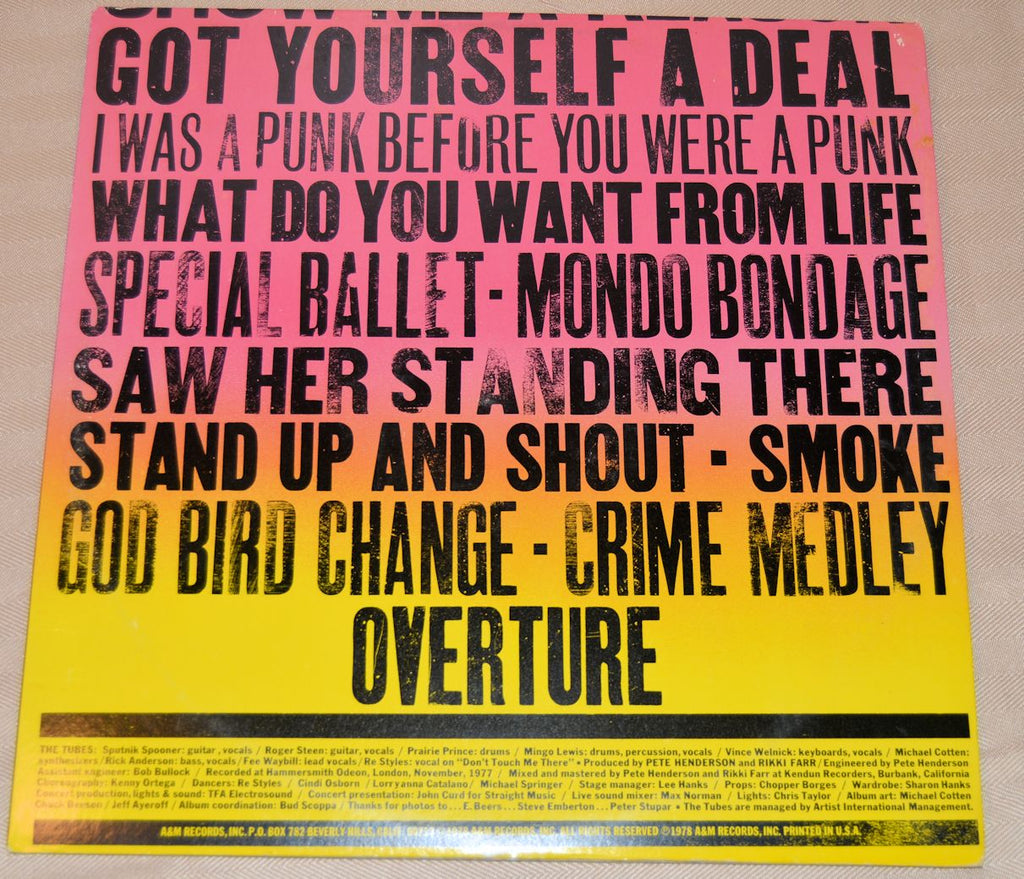 SHOW ME A REASON
GOT YOURSELF A DEAL
I WAS A PUNK BEFORE YOU WERE A PUNK
WHAT DO YOU WANT FROM LIFE
SPECIAL BALLET · MONDO BONDAGE
SAW HER STANDING THERE
STAND UP AND SHOUT · SMOKE
GOD BIRD CHANGE · CRIME MEDLEY
OVERTURE
THE TUBES: Sputnik Spooner: guitar, vocals / Roger Steen: guitar, vocals / Prairie Prince: drums / Mingo Lewis: drums, percussion, vocals / Vince Welnick: keyboards, vocals / Michael Cotten:
synthesizers/Rick Anderson: bass, vocals/Fee Waybill: lead vocals/Re Styles: vocal on "Don't Touch Me There" • Produced by PETE HENDERSON and RIKKI FARR/Engineered by Pete Henderson
Assistant engineer: Bob Bullock / Recorded at Hammersmith Odeon, London, November, 1977 / Mixed and mastered by Pete Henderson and Rikki Farr at Kendun Recorders, Burbank, California
Choreography: Kenny Ortega / Dancers: Re Styles / Cindi Osborn / Lorryanna Catalano / Michael Springer / Stage manager: Lee Hanks / Props: Chopper Borges / Wardrobe: Sharon Hanks
Concert production, lights & sound: TFA Electrosound / Concert presentation: John Curd for Straight Music / Live sound mixer: Max Norman / Lights: Chris Taylor / Album art: Michael Cotten
Chuck Beeson / Jeff Ayeroff / Album coordination: Bud Scoppa / Thanks for photos to...E. Beers...Steve Emberton...Peter Stupar • The Tubes are managed by Artist International Management.
A&M RECORDS, INC. P.O. BOX 782 BEVERLY HILLS, CALIF. 1978 A&M RECORDS, INC. ALL RIGHTS RESERVED ℗1978 A&M RECORDS, INC. PRINTED IN U.S.A.